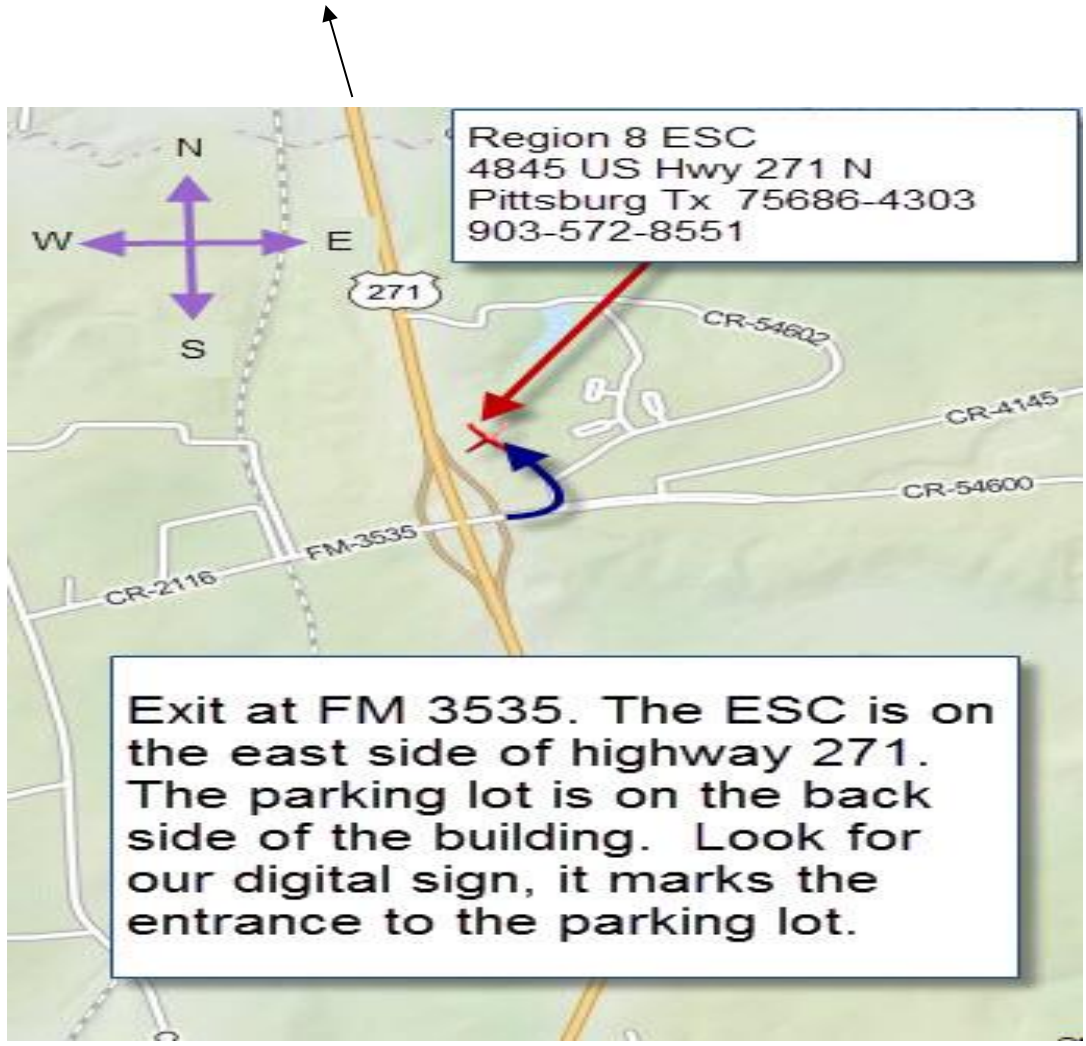 Region 8 ESC
4845 US Hwy 271 N
Pittsburg Tx 75686-4303
903-572-8551
N
W
E
S
271
CR-54602
CR-4145
CR-54600
FM-3535
CR-2116
Exit at FM 3535. The ESC is on
the east side of highway 271.
The parking lot is on the back
side of the building. Look for
our digital sign, it marks the
entrance to the parking lot.